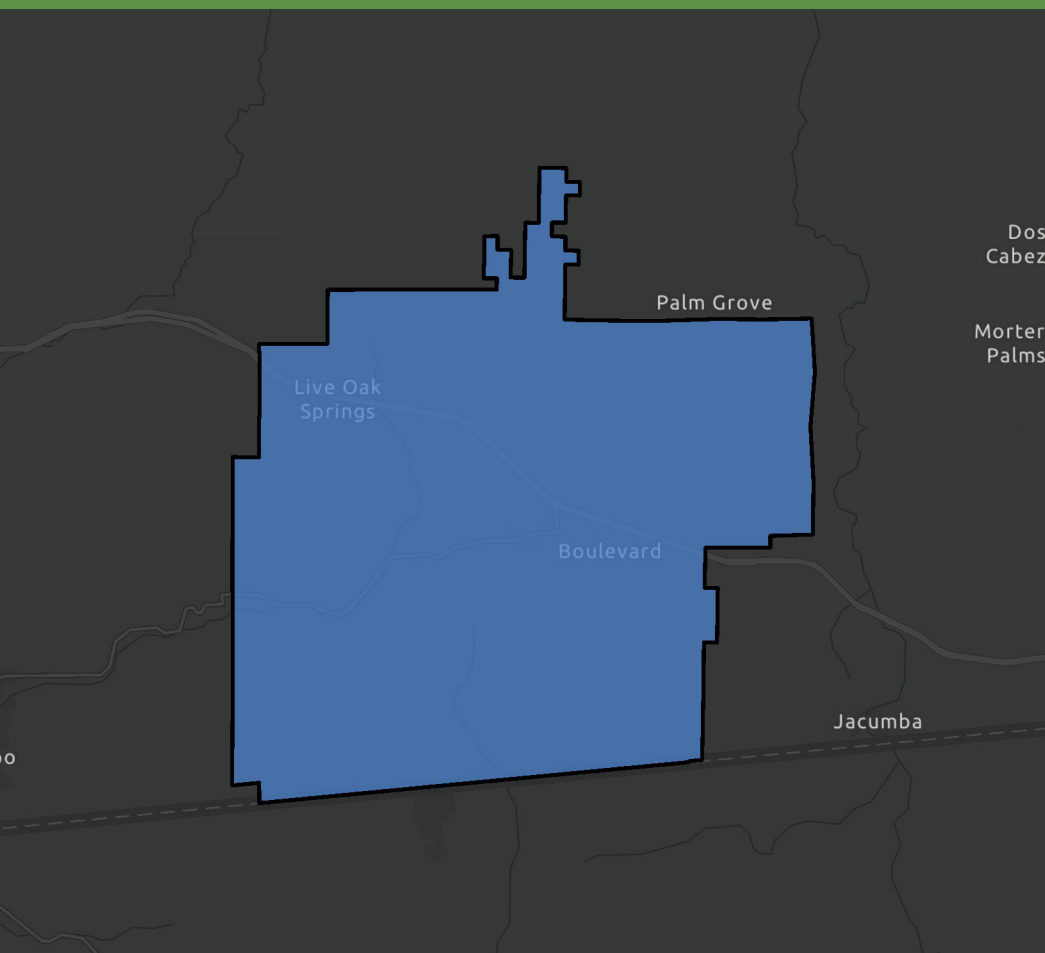 Dos
Cabez
Palm Grove
Morter
Palms
Live Oak
Springs
Boulevard
Jacumba
oo